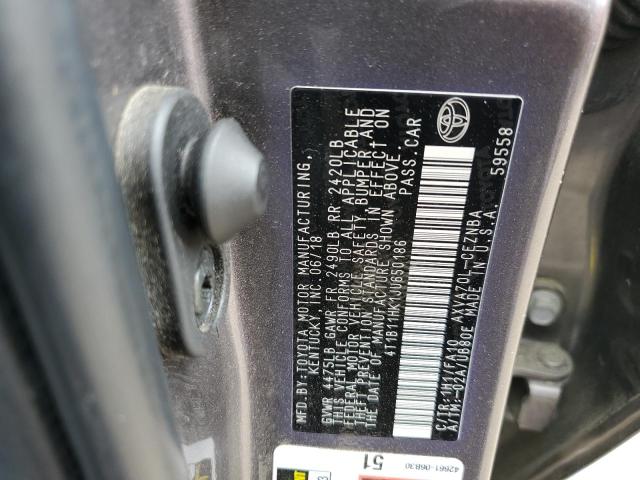 MFD.BY:TOYOTA MOTOR MANUFACTURING,
KENTUCKY, INC. 06/18
GVWR 4475LB GAWR FR 2490LB RR 2420LB
THIS VEHICLE CONFORMS TO ALL APPLICABLE
FEDERAL MOTOR VEHICLE SAFETY, BUMPER, AND
THEFT PREVENTION STANDARDS IN EFFECT ON
THE DATE OF MANUFACTURE SHOWN ABOVE.
4T1B11HK1JU650186 PASS. CAR
C/TR:1H1/FA10 AXVA70L-CEZNBA
A/TM:-02A/UB80E MADE IN U.S.A. 59558
42661-06B30
51